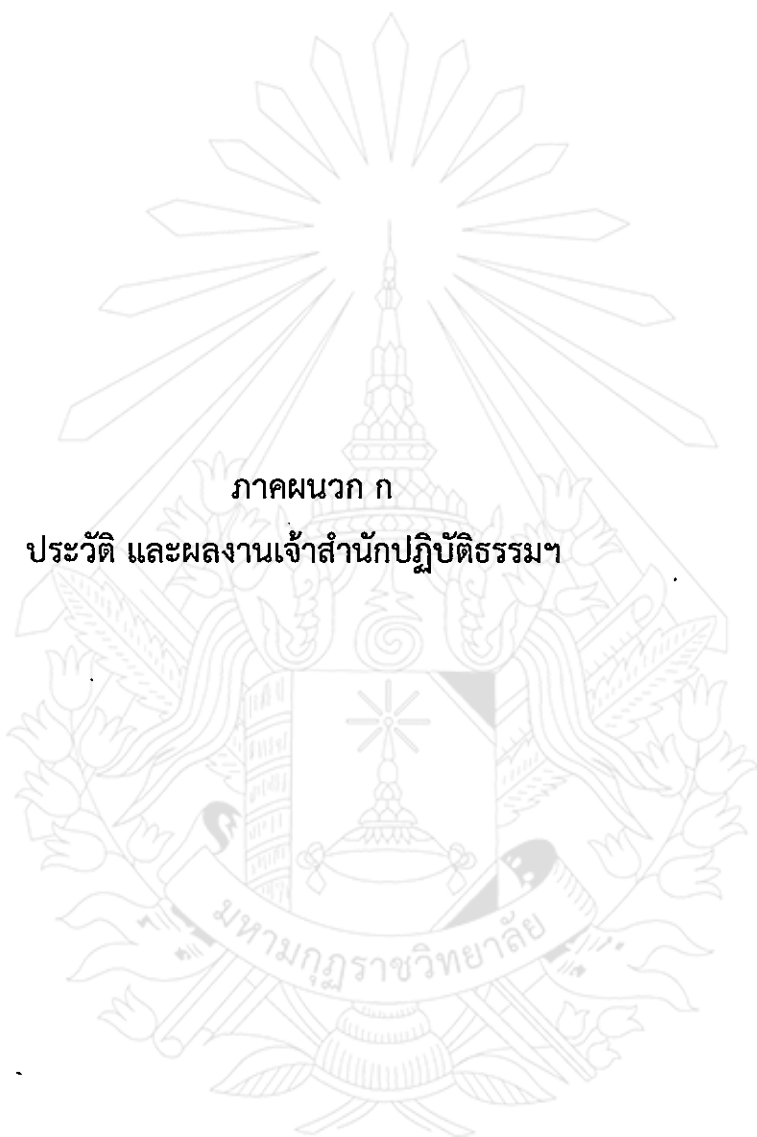 ภาคผนวก ก
ประวัติ และผลงานเจ้าสำนักปฏิบัติธรรมฯ
มหามกุฏราชวิทยาลัย